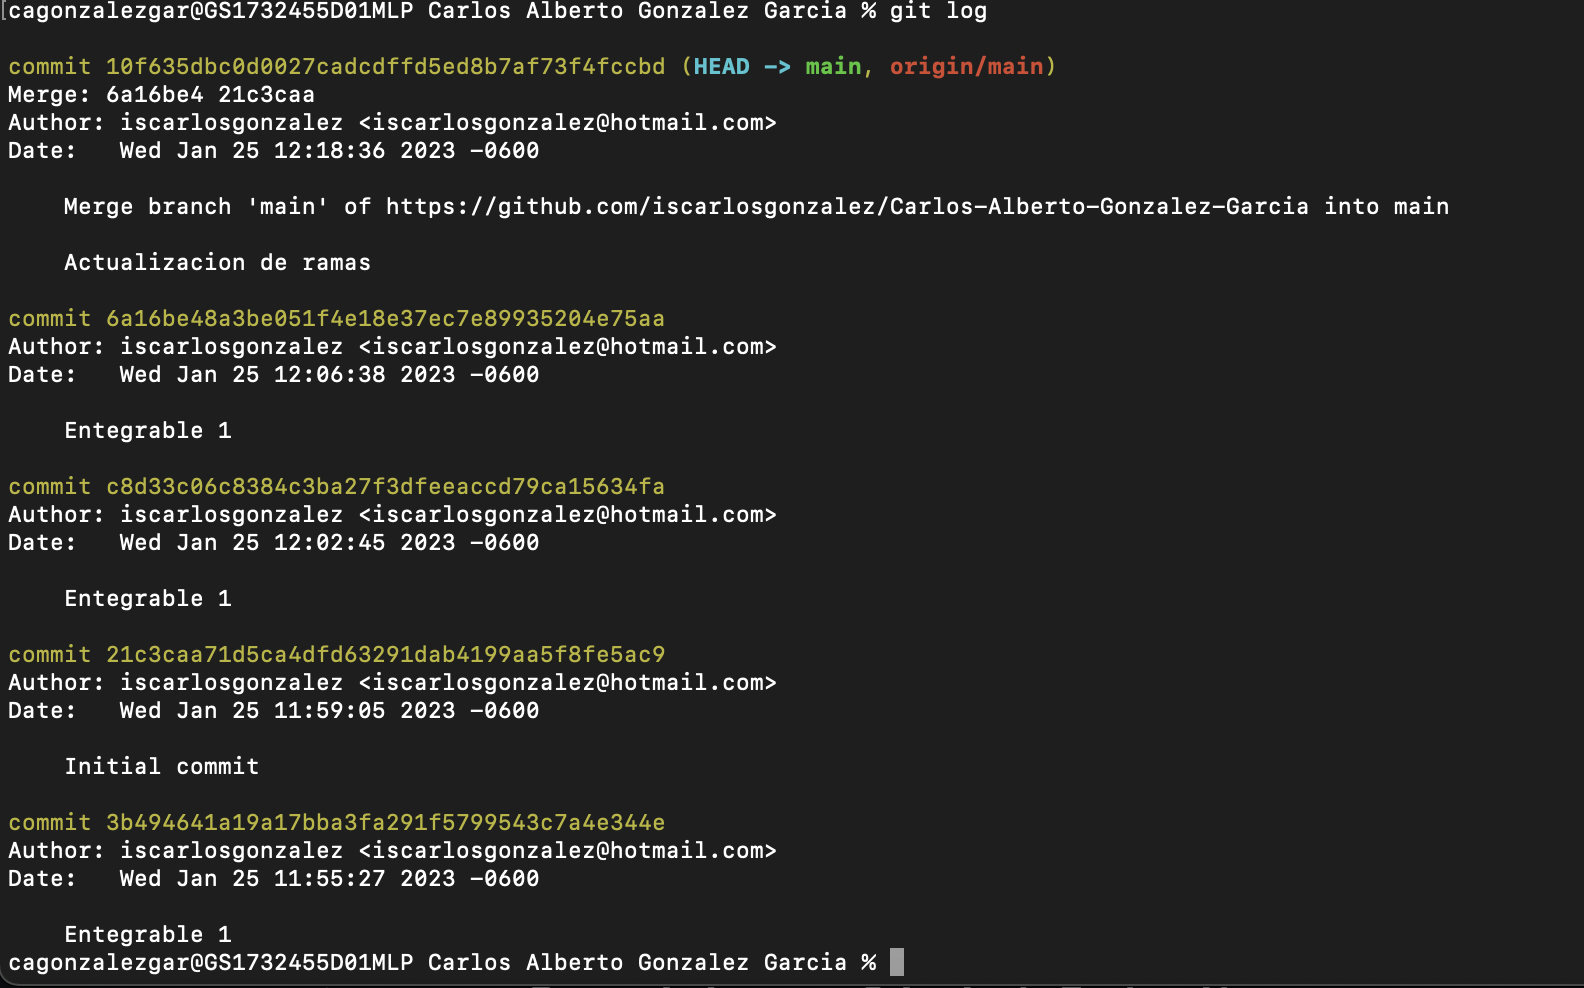 [cagonzalezgar@GS1732455D01MLP Carlos Alberto Gonzalez Garcia % git log
commit 10f635dbc0d0027cadcdffd5ed8b7af73f4fccbd (HEAD -> main, origin/main)
Merge: 6a16be4 21c3caa
Author: iscarlosgonzalez <iscarlosgonzalez@hotmail.com>
Date:   Wed Jan 25 12:18:36 2023 -0600
Merge branch 'main' of https://github.com/iscarlosgonzalez/Carlos-Alberto-Gonzalez-Garcia into main
Actualizacion de ramas
commit 6a16be48a3be051f4e18e37ec7e89935204e75aa
Author: iscarlosgonzalez <iscarlosgonzalez@hotmail.com>
Date:   Wed Jan 25 12:06:38 2023 -0600
Entegrable 1
commit c8d33c06c8384c3ba27f3dfeeaccd79ca15634fa
Author: iscarlosgonzalez <iscarlosgonzalez@hotmail.com>
Date:   Wed Jan 25 12:02:45 2023 -0600
Entegrable 1
commit 21c3caa71d5ca4dfd63291dab4199aa5f8fe5ac9
Author: iscarlosgonzalez <iscarlosgonzalez@hotmail.com>
Date:   Wed Jan 25 11:59:05 2023 -0600
Initial commit
commit 3b494641a19a17bba3fa291f5799543c7a4e344e
Author: iscarlosgonzalez <iscarlosgonzalez@hotmail.com>
Date:   Wed Jan 25 11:55:27 2023 -0600
Entegrable 1
cagonzalezgar@GS1732455D01MLP Carlos Alberto Gonzalez Garcia %